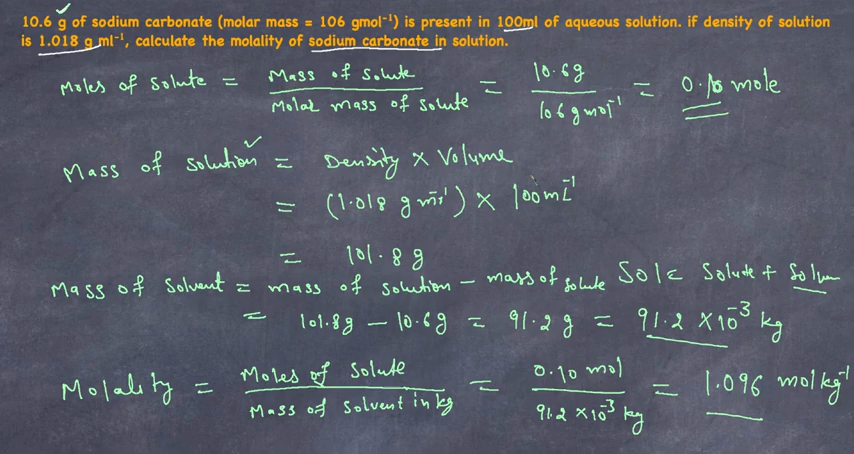 10.6 g of sodium carbonate (molar mass = 106 gmol⁻¹) is present in 100ml of aqueous solution. if density of solution
is 1.018 g ml⁻¹, calculate the molality of sodium carbonate in solution.
Moles of solute = Mass of solute / Molar mass of solute = 10.6g / 106 g mol⁻¹ = 0.10 mole
Mass of solution = Density × Volume
= (1.018 g ml⁻¹) × 100 mL⁻¹
= 101.8 g
Mass of solvent = mass of solution – mass of solute Sol = Solute + Solven
= 101.8g – 10.6g = 91.2 g = 91.2 × 10⁻³ kg
Molality = Moles of solute / Mass of solvent in kg = 0.10 mol / 91.2 × 10⁻³ kg = 1.096 mol kg⁻¹